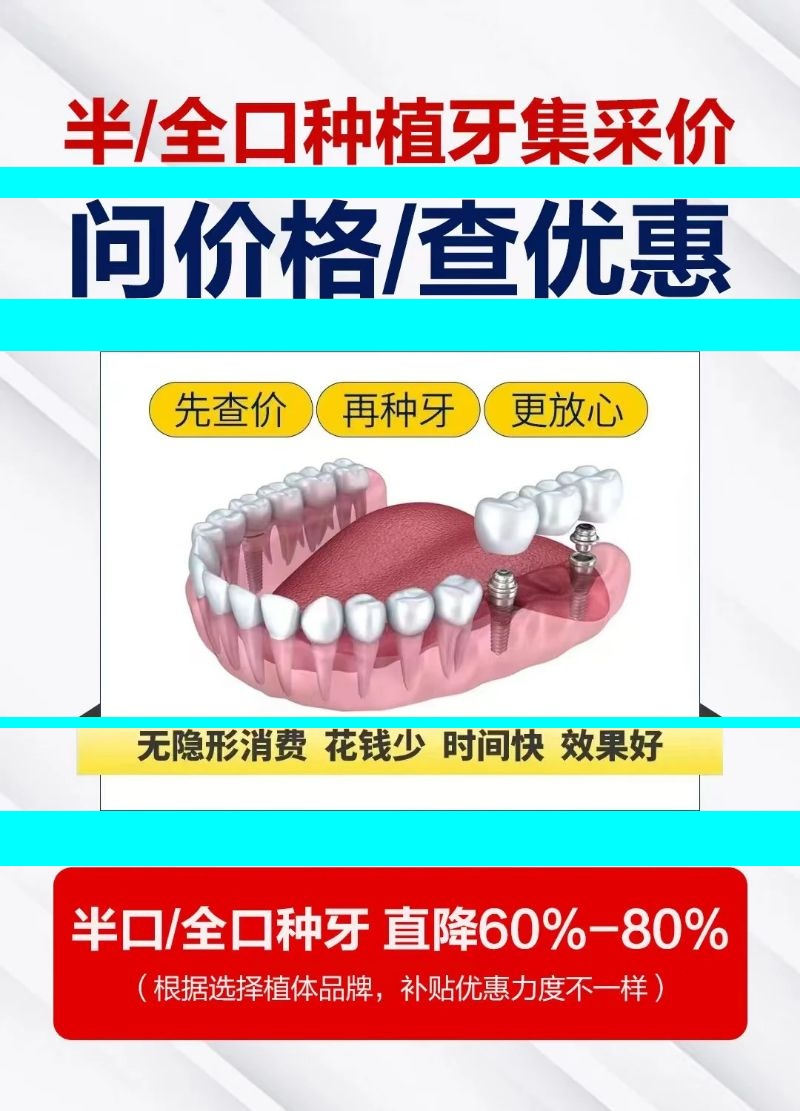 半/全口种植牙集采价
问价格/查优惠
先查价 再种牙 更放心
无隐形消费 花钱少 时间快 效果好
半口/全口种牙 直降60%-80%
（根据选择植体品牌，补贴优惠力度不一样）